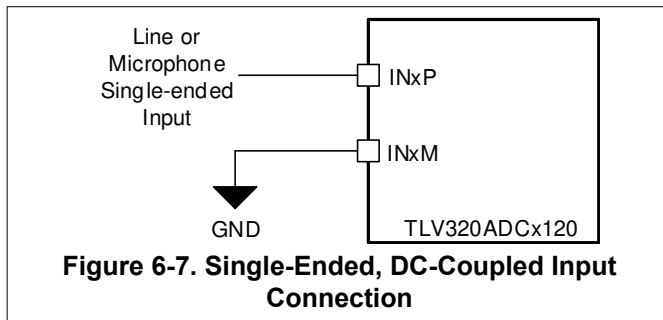 Line or
Microphone
Single-ended
Input
INxP
INxM
GND
TLV320ADCx120
Figure 6-7. Single-Ended, DC-Coupled Input
Connection